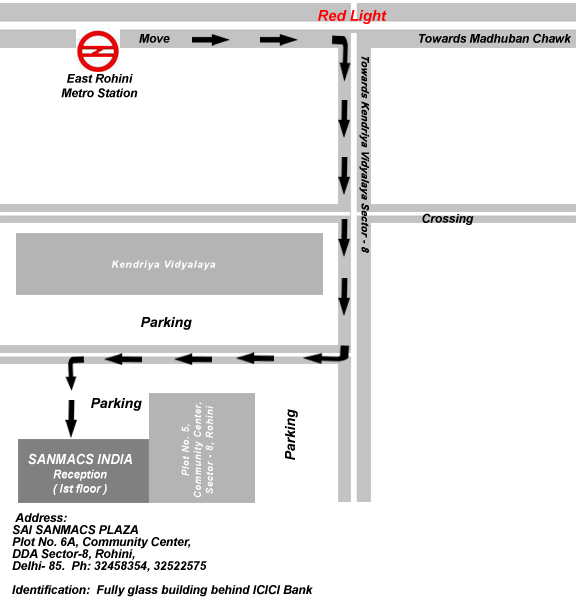 Red Light
Move
Towards Madhuban Chawk
East Rohini
Metro Station
Towards Kendriya Vidyalaya Sector - 8
Crossing
Kendriya Vidyalaya
Parking
Parking
Plot No. 5,
Community Center,
Sector - 8, Rohini
Parking
SANMACS INDIA
Reception
( Ist floor )
Address:
SAI SANMACS PLAZA
Plot No. 6A, Community Center,
DDA Sector-8, Rohini,
Delhi- 85.  Ph: 32458354, 32522575
Identification:  Fully glass building behind ICICI Bank